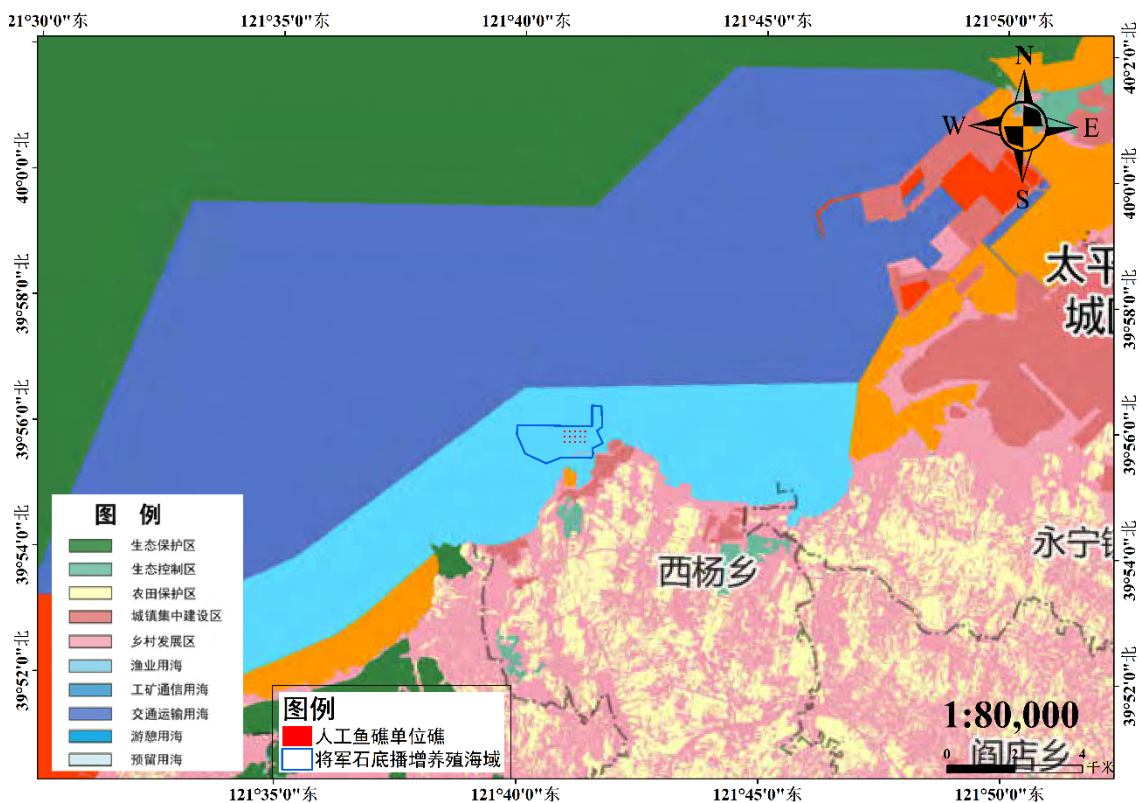 21°30'0"东
121°35'0"东
121°40'0"东
121°45'0"东
121°50'0"东
40°2'0"北
40°0'0"北
39°58'0"北
39°56'0"北
39°54'0"北
39°52'0"北
40°2'0"北
40°0'0"北
39°58'0"北
39°56'0"北
39°54'0"北
39°52'0"北
N
W
E
S
太平
城区
永宁镇
西杨乡
阎店乡
图 例
生态保护区
生态控制区
农田保护区
城镇集中建设区
乡村发展区
渔业用海
工矿通信用海
交通运输用海
游憩用海
预留用海
图例
人工鱼礁单位礁
将军石底播增养殖海域
1:80,000
0 2 4
千米
121°35'0"东
121°40'0"东
121°45'0"东
121°50'0"东